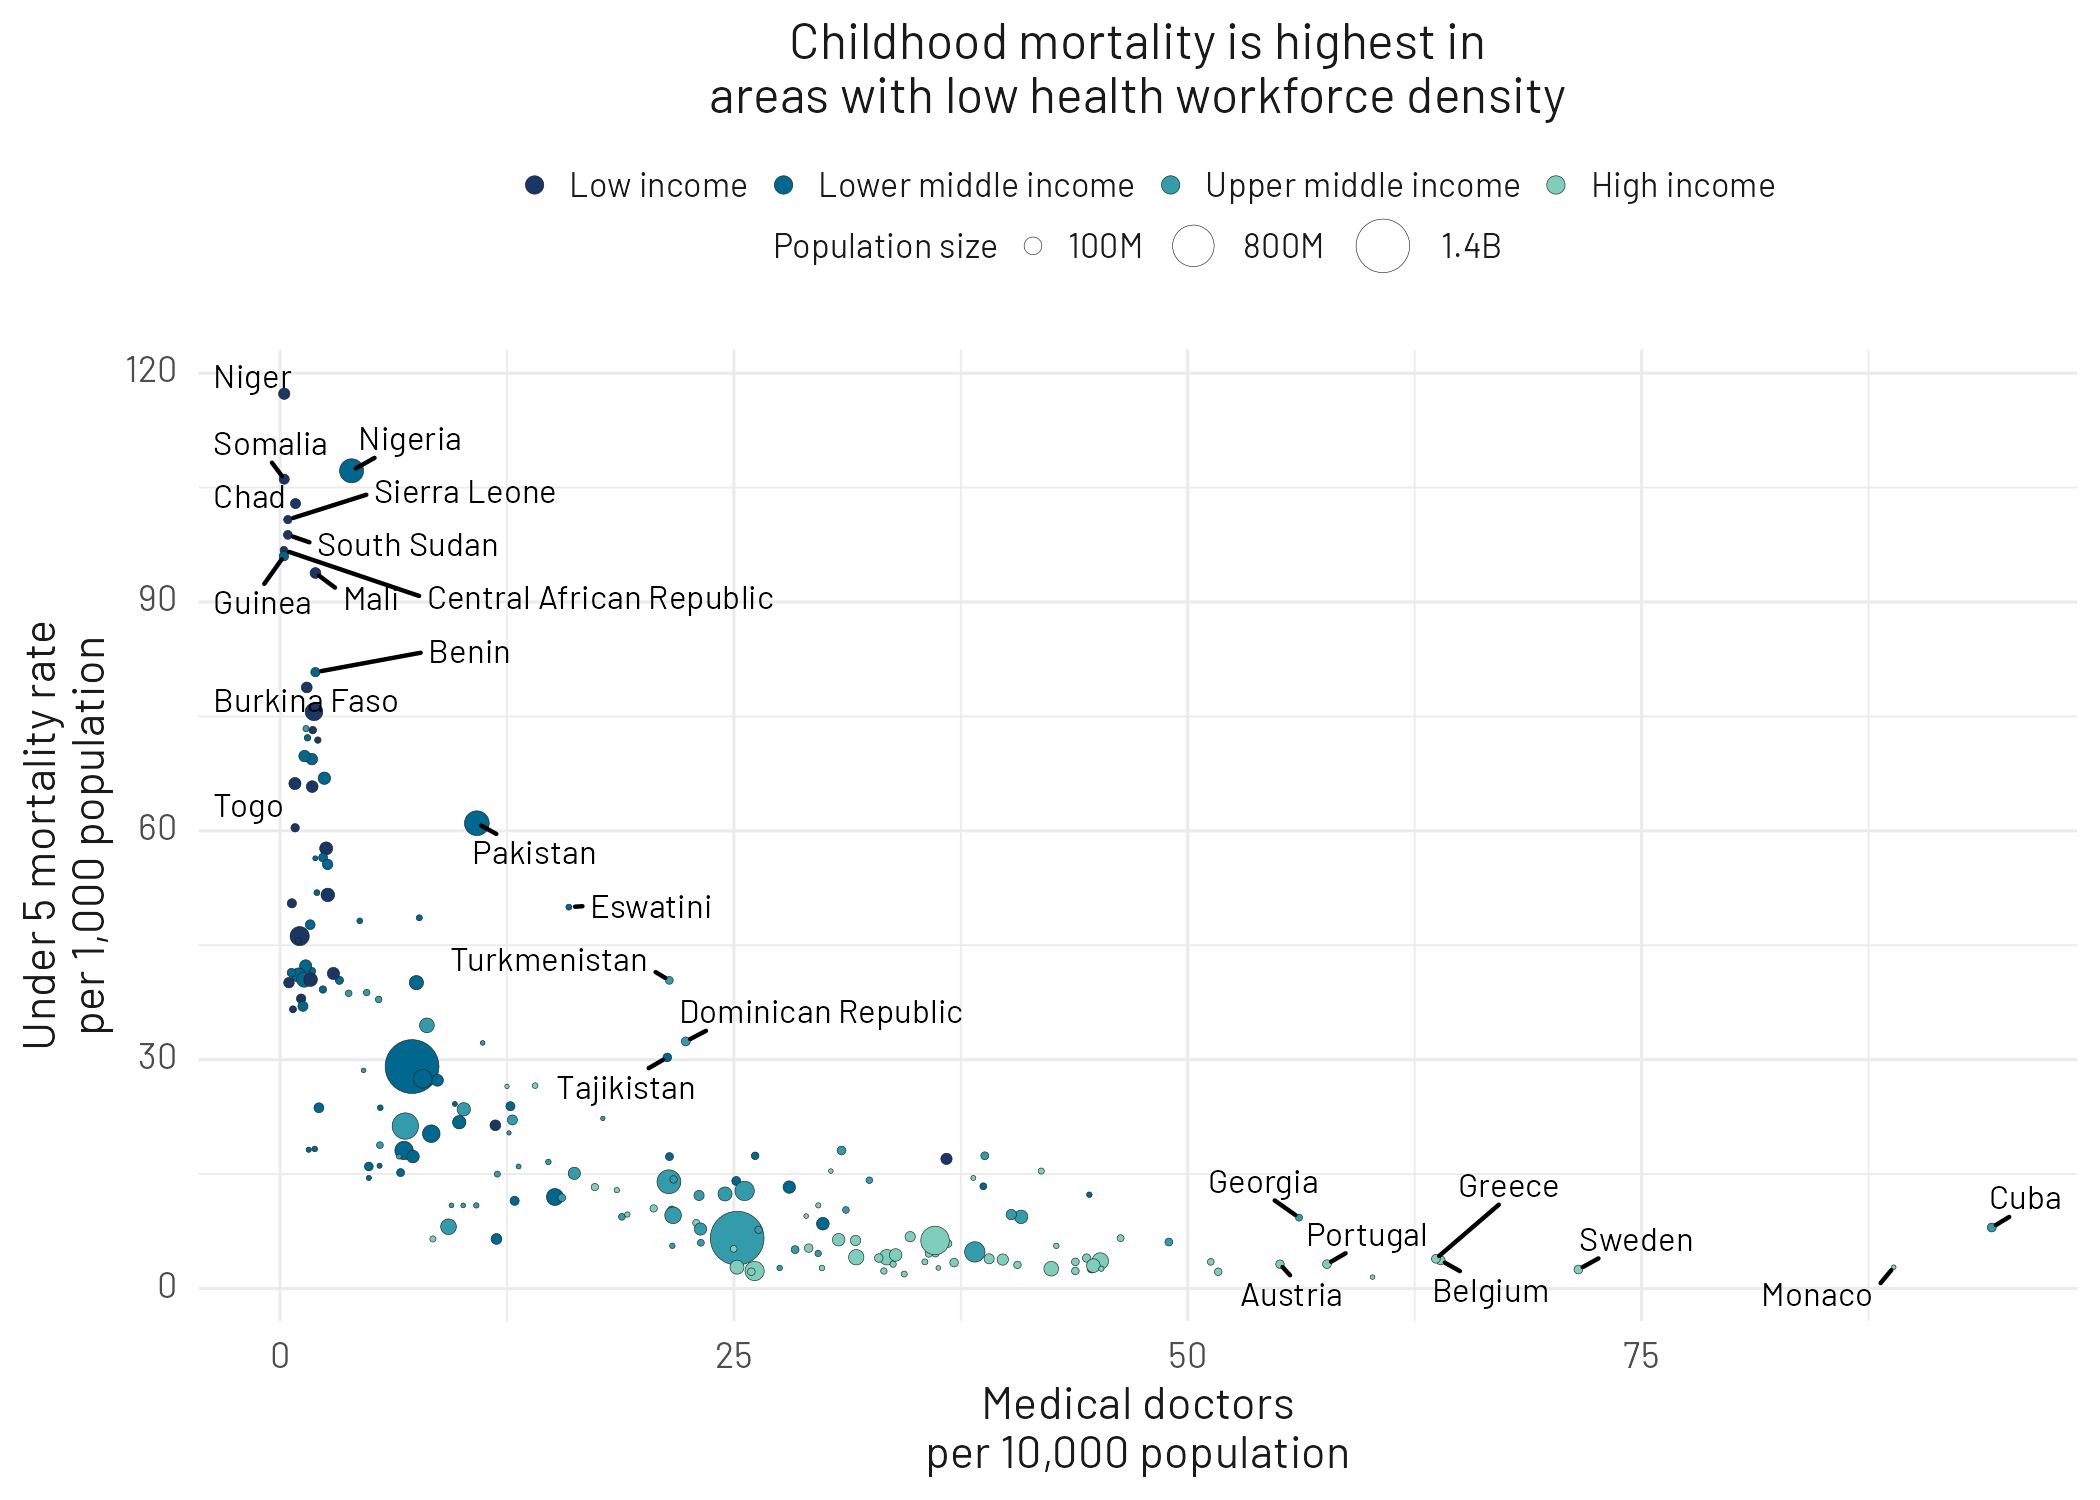 Childhood mortality is highest in
areas with low health workforce density
Low income Lower middle income Upper middle income High income
Population size 100M 800M 1.4B
Under 5 mortality rate
per 1,000 population
120
90
60
30
0
Niger
Somalia
Nigeria
Chad
Sierra Leone
South Sudan
Guinea
Mali
Central African Republic
Benin
Burkina Faso
Togo
Pakistan
Eswatini
Turkmenistan
Dominican Republic
Tajikistan
Georgia
Greece
Cuba
Portugal
Sweden
Austria
Belgium
Monaco
0 25 50 75
Medical doctors
per 10,000 population